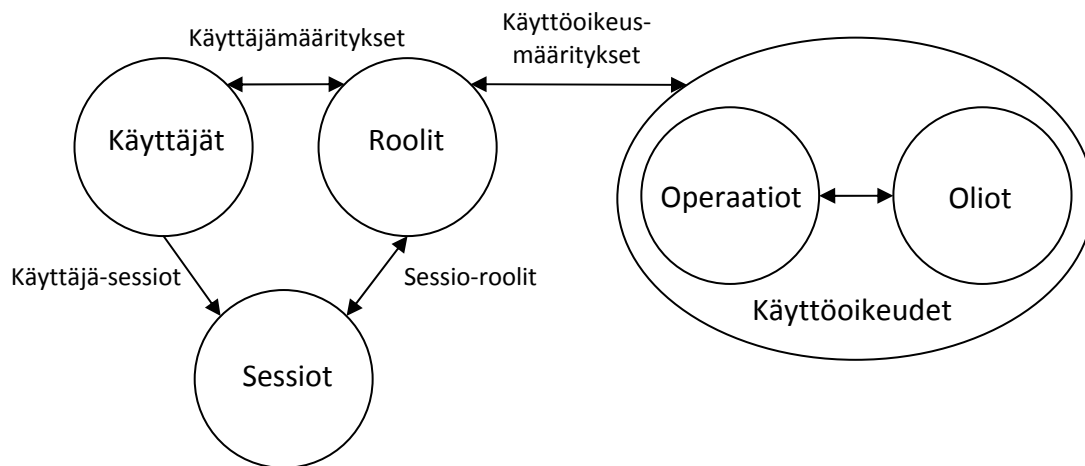 Käyttäjämääritykset
Käyttöoikeus-
määritykset
Käyttäjät
Roolit
Operaatiot
Oliot
Käyttäjä-sessiot
Sessio-roolit
Käyttöoikeudet
Sessiot